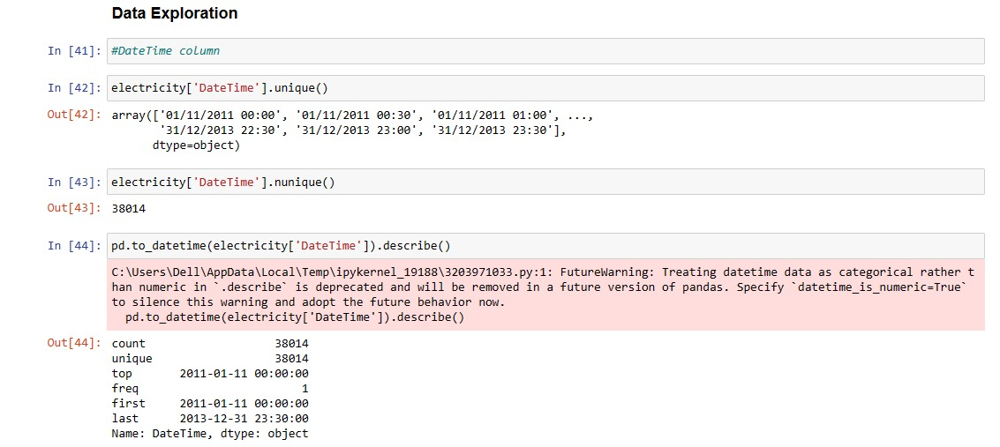 Data Exploration
In [41]: #DateTime column
In [42]: electricity['DateTime'].unique()
Out[42]: array(['01/11/2011 00:00', '01/11/2011 00:30', '01/11/2011 01:00', ...,
'31/12/2013 22:30', '31/12/2013 23:00', '31/12/2013 23:30'],
dtype=object)
In [43]: electricity['DateTime'].nunique()
Out[43]: 38014
In [44]: pd.to_datetime(electricity['DateTime']).describe()
C:\Users\Dell\AppData\Local\Temp\ipykernel_19188\3203971033.py:1: FutureWarning: Treating datetime data as categorical rather t
han numeric in `.describe` is deprecated and will be removed in a future version of pandas. Specify `datetime_is_numeric=True`
to silence this warning and adopt the future behavior now.
pd.to_datetime(electricity['DateTime']).describe()
Out[44]: count 38014
unique 38014
top 2011-01-11 00:00:00
freq 1
first 2011-01-11 00:00:00
last 2013-12-31 23:30:00
Name: DateTime, dtype: object